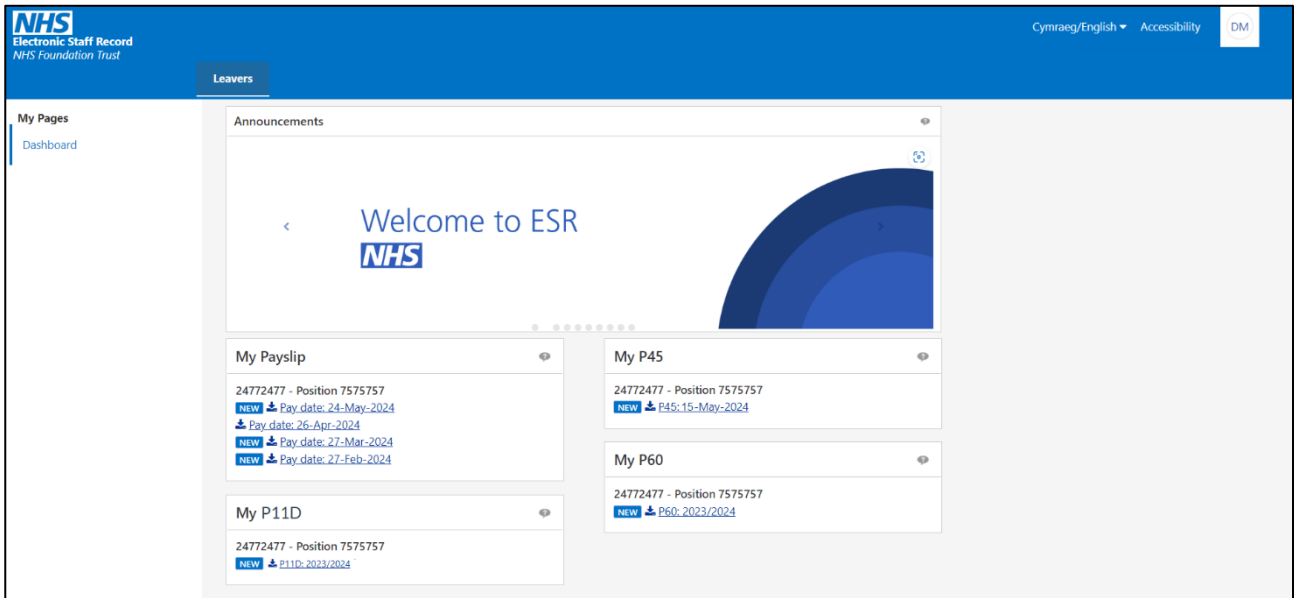 NHS
Electronic Staff Record
NHS Foundation Trust
Cymraeg/English Accessibility DM
Leavers
My Pages
Dashboard
Announcements
Welcome to ESR
NHS
My Payslip
24772477 - Position 7575757
NEW Pay date: 24-May-2024
Pay date: 26-Apr-2024
NEW Pay date: 27-Mar-2024
NEW Pay date: 27-Feb-2024
My P11D
24772477 - Position 7575757
NEW P11D: 2023/2024
My P45
24772477 - Position 7575757
NEW P45: 15-May-2024
My P60
24772477 - Position 7575757
NEW P60: 2023/2024